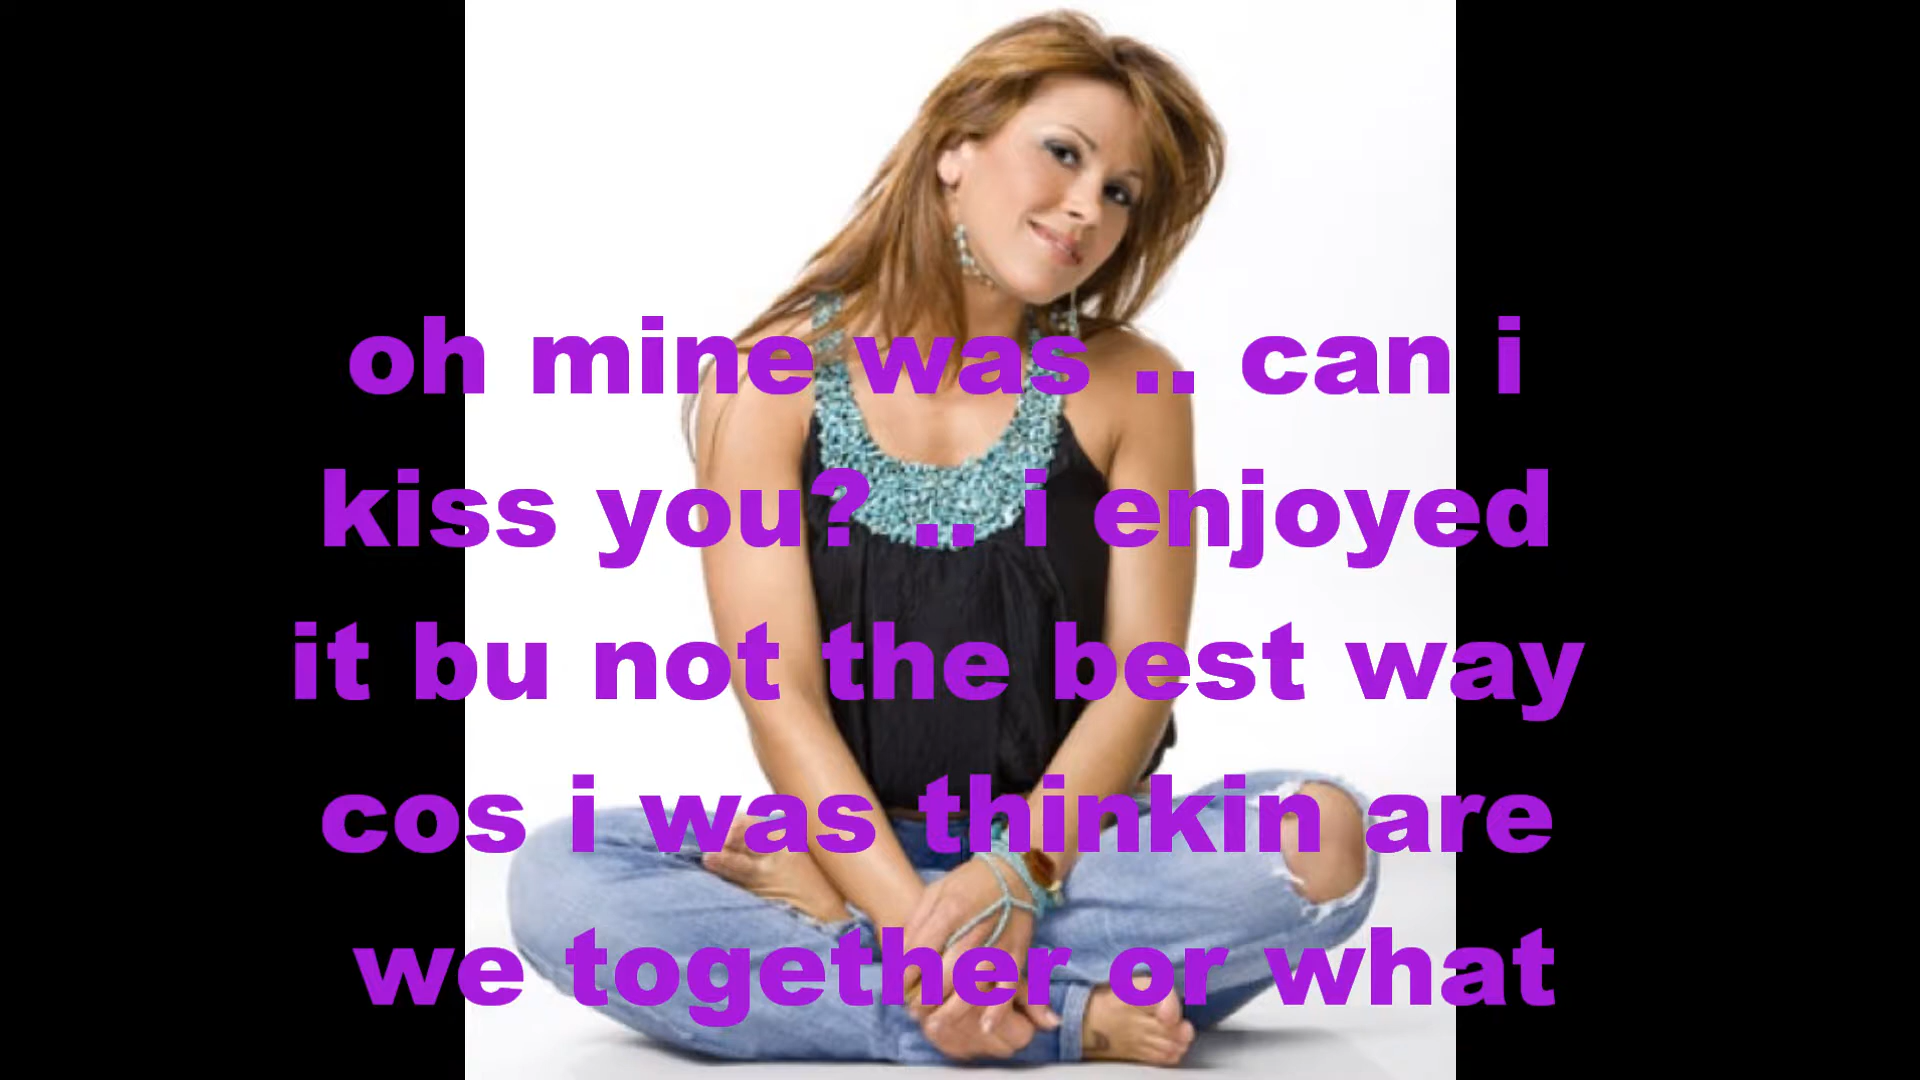 oh mine was .. can i
kiss you? .. i enjoyed
it bu not the best way
cos i was thinkin are
we together or what